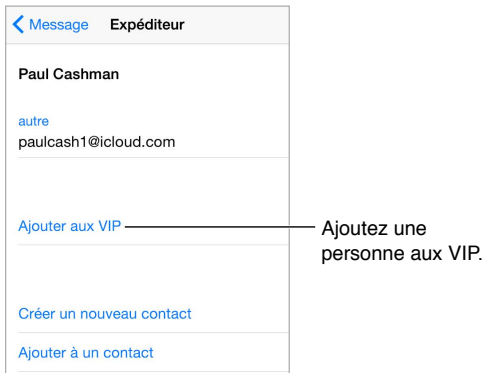 Message Expéditeur
Paul Cashman
autre
paulcash1@icloud.com
Ajouter aux VIP
Ajoutez une
personne aux VIP.
Créer un nouveau contact
Ajouter à un contact